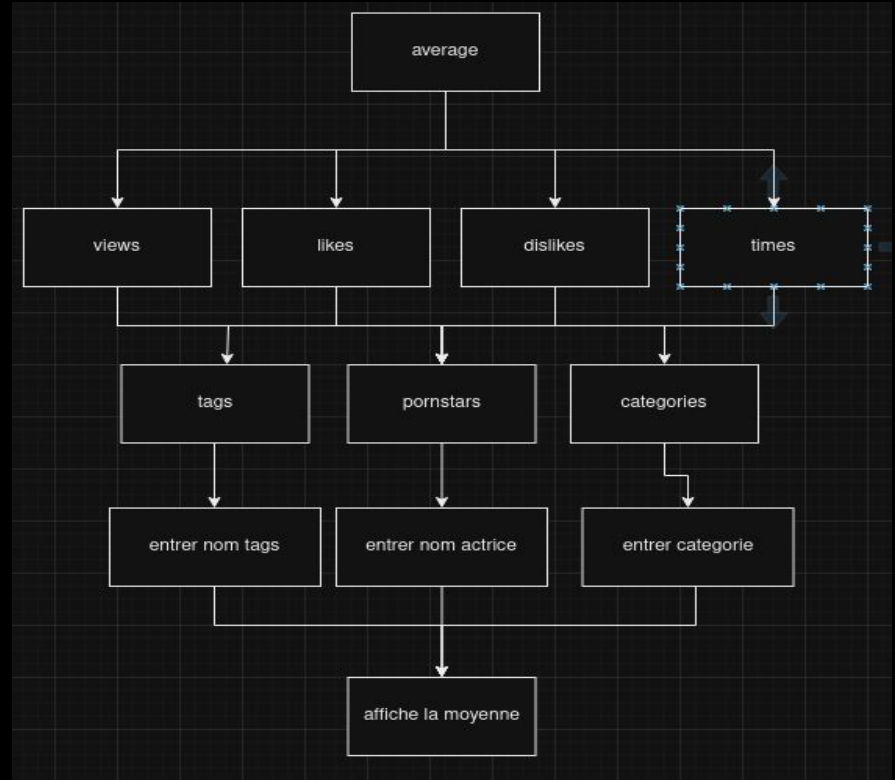 average
views
likes
dislikes
times
tags
pornstars
categories
entrer nom tags
entrer nom actrice
entrer categorie
affiche la moyenne